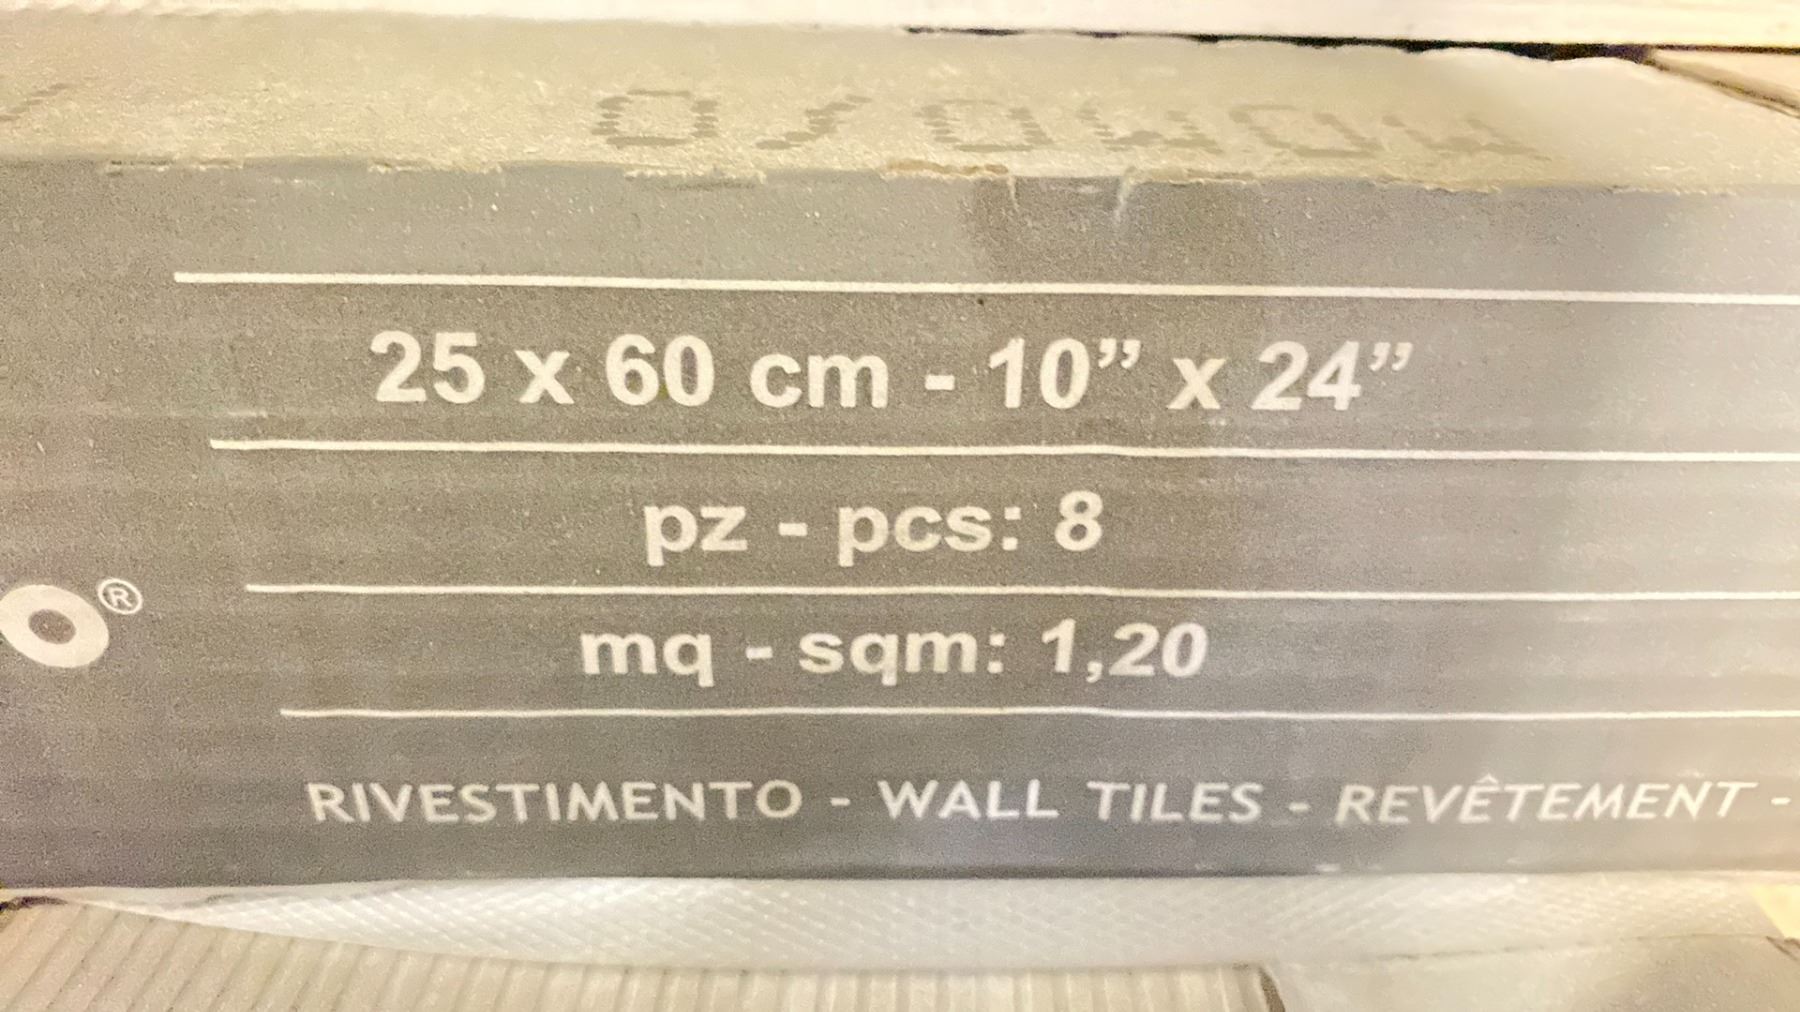 25 x 60 cm - 10” x 24”
pz - pcs: 8
®
mq - sqm: 1,20
RIVESTIMENTO - WALL TILES - REVÊTEMENT -